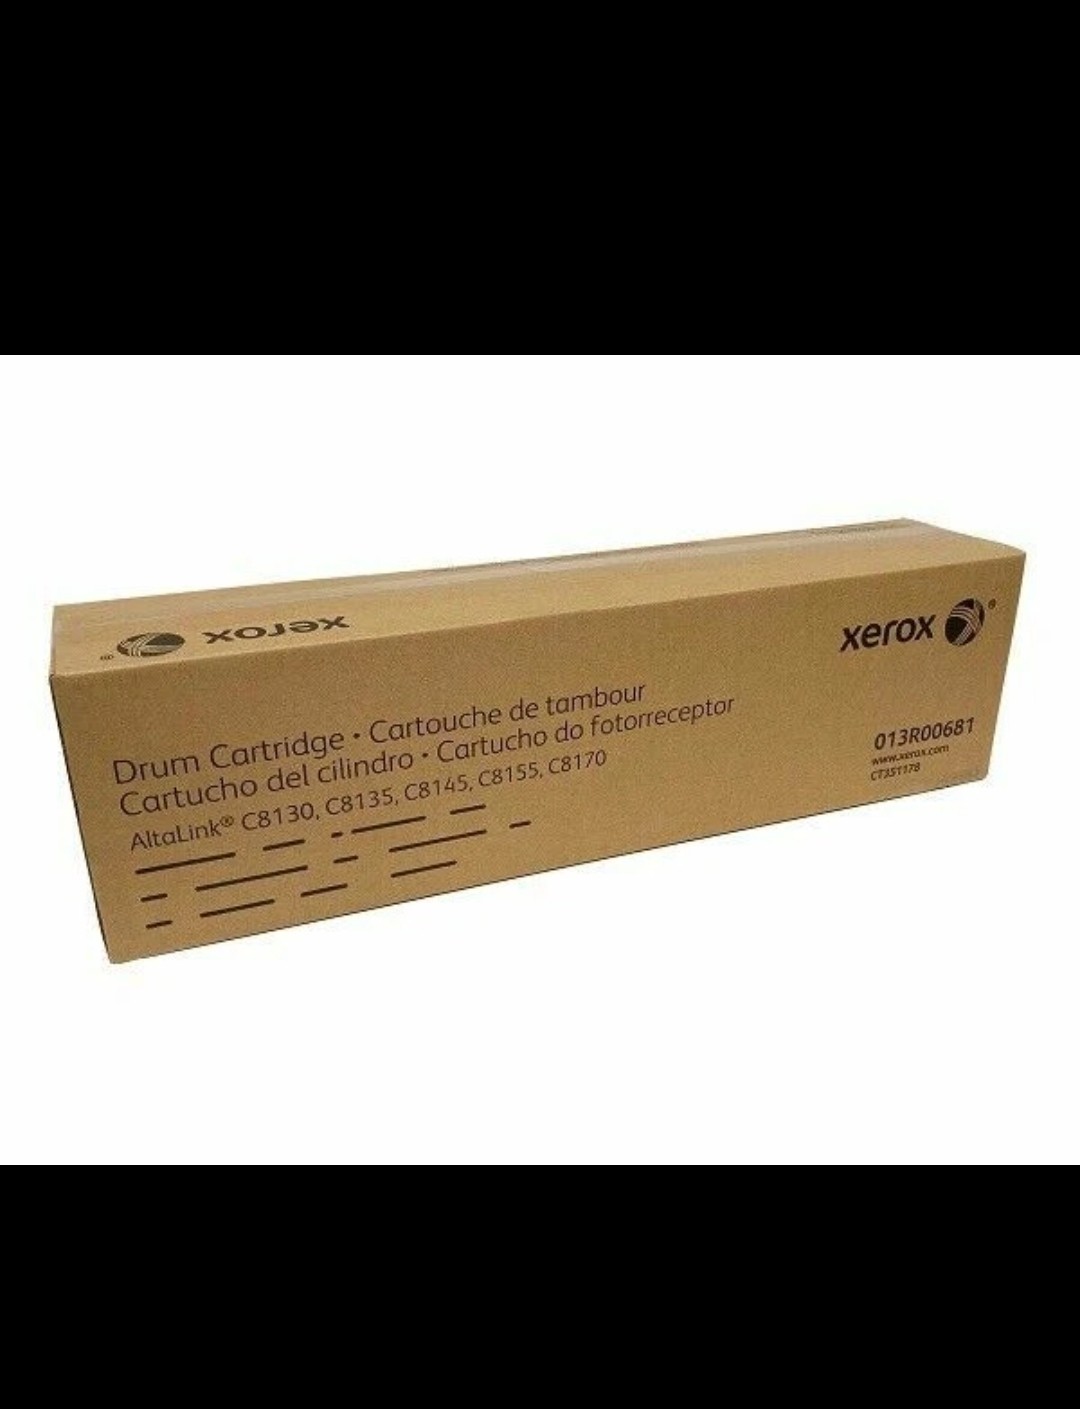 xerox ®
xerox ®
Drum Cartridge • Cartouche de tambour
Cartucho del cilindro • Cartucho do fotorreceptor
AltaLink® C8130, C8135, C8145, C8155, C8170
013R00681
www.xerox.com
CT351178